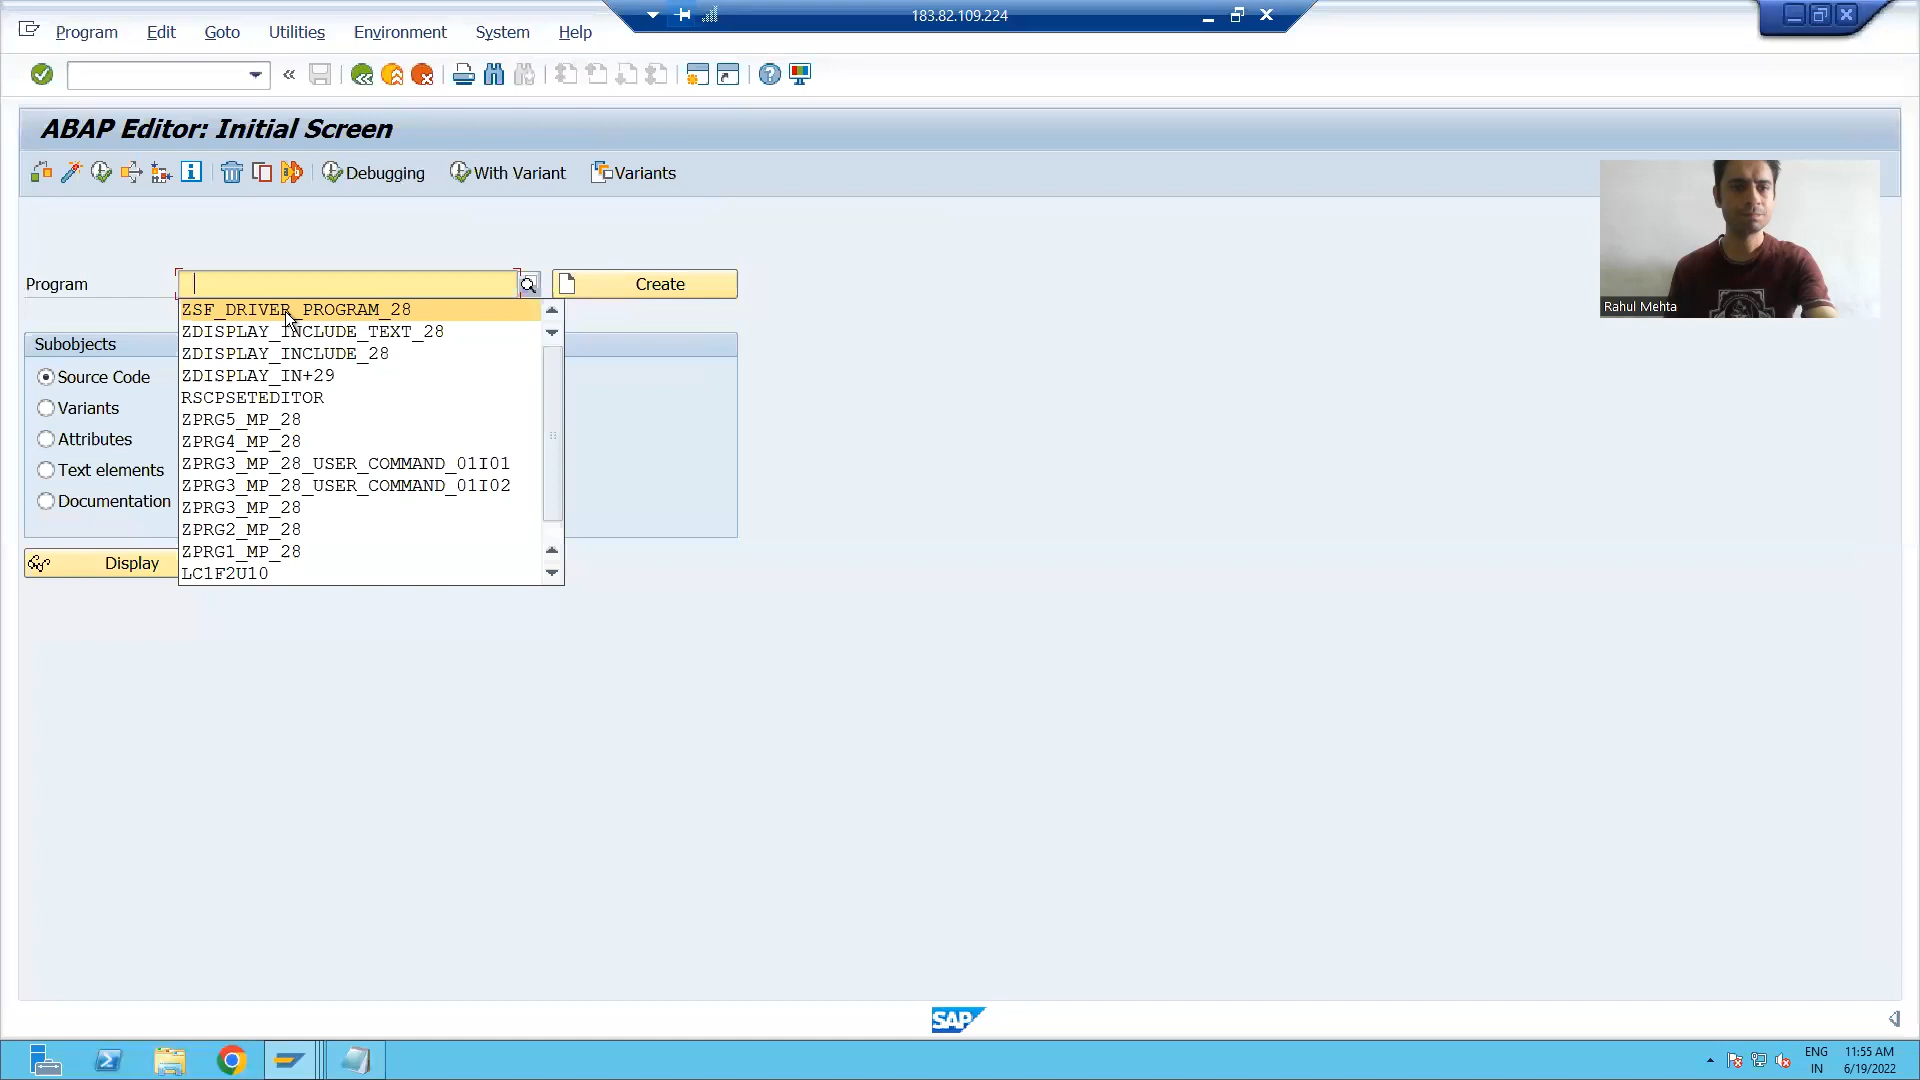 183.82.109.224
Program Edit Goto Utilities Environment System Help
ABAP Editor: Initial Screen
Debugging With Variant Variants
Program Create
ZSF_DRIVER_PROGRAM_28
ZDISPLAY_INCLUDE_TEXT_28
ZDISPLAY_INCLUDE_28
ZDISPLAY_IN+29
RSCPSETEDITOR
ZPRG5_MP_28
ZPRG4_MP_28
ZPRG3_MP_28_USER_COMMAND_01I01
ZPRG3_MP_28_USER_COMMAND_01I02
ZPRG3_MP_28
ZPRG2_MP_28
ZPRG1_MP_28
LC1F2U10
Subobjects
Source Code
Variants
Attributes
Text elements
Documentation
Display
Rahul Mehta
SAP
ENG 11:55 AM
IN 6/19/2022